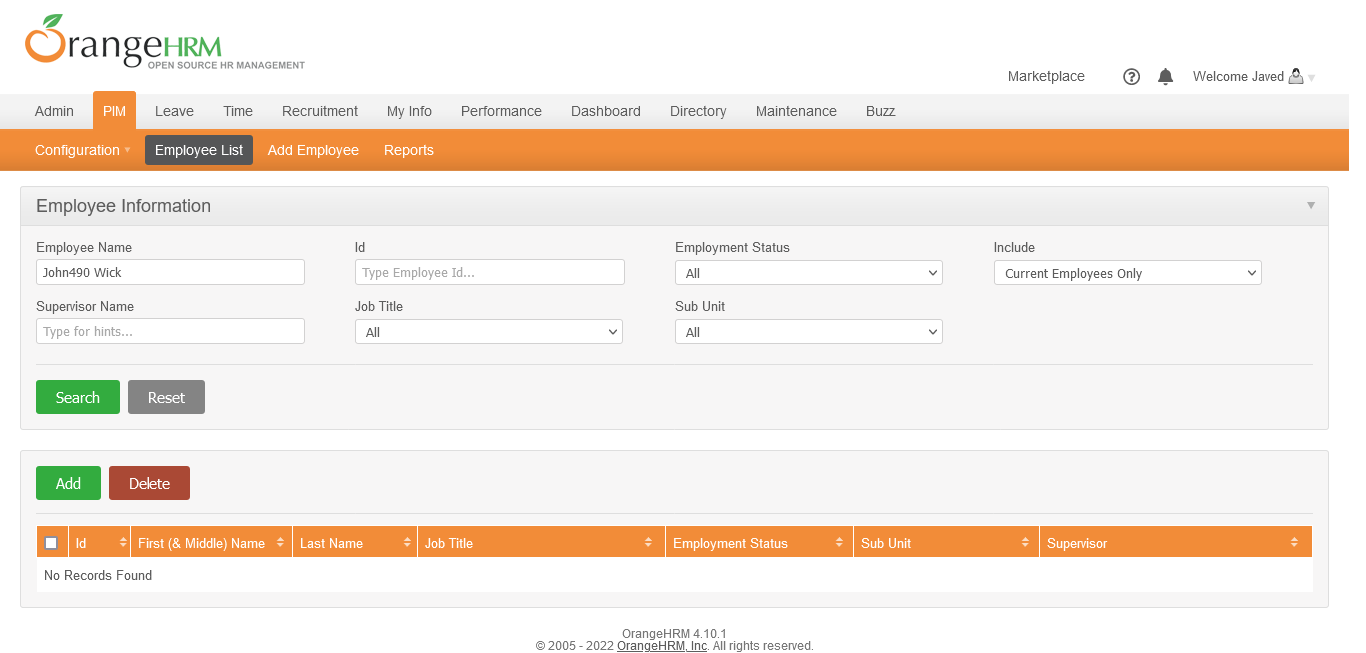 OrangeHRM
OPEN SOURCE HR MANAGEMENT
Marketplace ? Welcome Javed
Admin PIM Leave Time Recruitment My Info Performance Dashboard Directory Maintenance Buzz
Configuration Employee List Add Employee Reports
Employee Information
Employee Name Id Employment Status Include
John490 Wick Type Employee Id... All Current Employees Only
Supervisor Name Job Title Sub Unit
Type for hints... All All
Search Reset
Add Delete
Id First (& Middle) Name Last Name Job Title Employment Status Sub Unit Supervisor
No Records Found
OrangeHRM 4.10.1
© 2005 - 2022 OrangeHRM, Inc. All rights reserved.